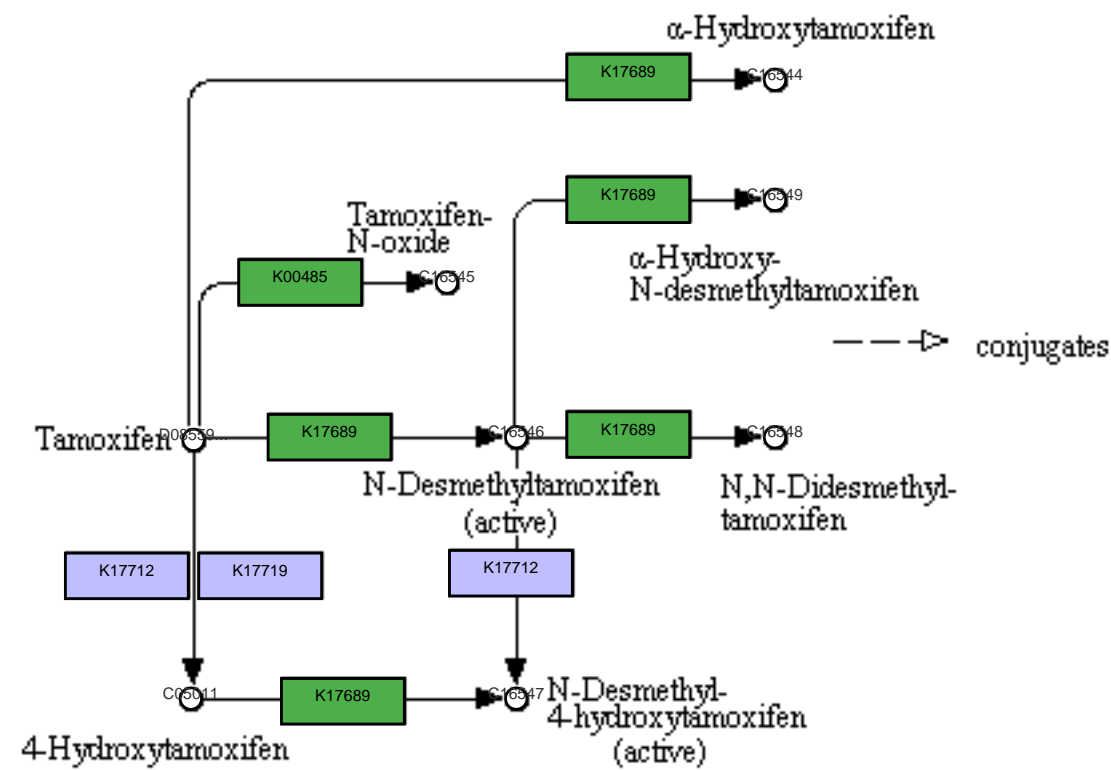 α-Hydroxytamoxifen
K17689
C16544
K17689
C16549
Tamoxifen-
N-oxide
K00485
C16545
α-Hydroxy-
N-desmethyltamoxifen
conjugates
Tamoxifen
D08559...
K17689
C16546
K17689
C16548
N-Desmethyltamoxifen
(active)
N,N-Didesmethyl-
tamoxifen
K17712
K17719
K17712
C05011
K17689
C16547
N-Desmethyl-
4-hydroxytamoxifen
(active)
4-Hydroxytamoxifen